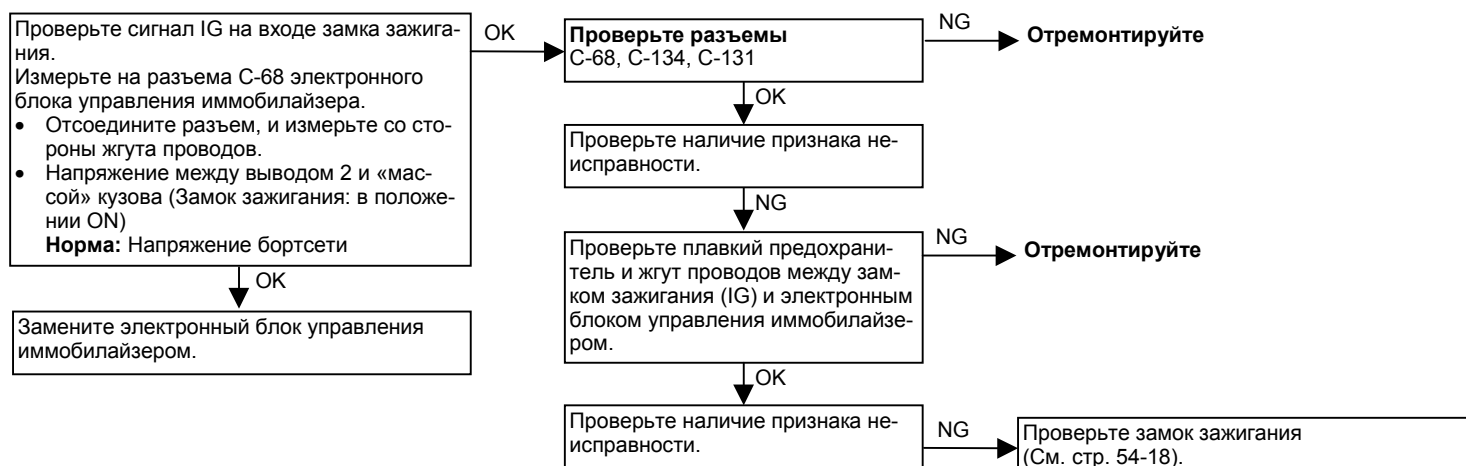 Проверьте сигнал IG на входе замка зажига-
ния.
Измерьте на разъема С-68 электронного
блока управления иммобилайзера.
• Отсоедините разъем, и измерьте со сто-
роны жгута проводов.
• Напряжение между выводом 2 и «мас-
сой» кузова (Замок зажигания: в положе-
нии ON)
Норма: Напряжение бортсети
OK
Замените электронный блок управления
иммобилайзером.
OK
Проверьте разъемы
С-68, С-134, С-131
NG
Отремонтируйте
OK
Проверьте наличие признака не-
исправности.
NG
Проверьте плавкий предохрани-
тель и жгут проводов между зам-
ком зажигания (IG) и электронным
блоком управления иммобилайзе-
ром.
NG
Отремонтируйте
OK
Проверьте наличие признака не-
исправности.
NG
Проверьте замок зажигания
(См. стр. 54-18).